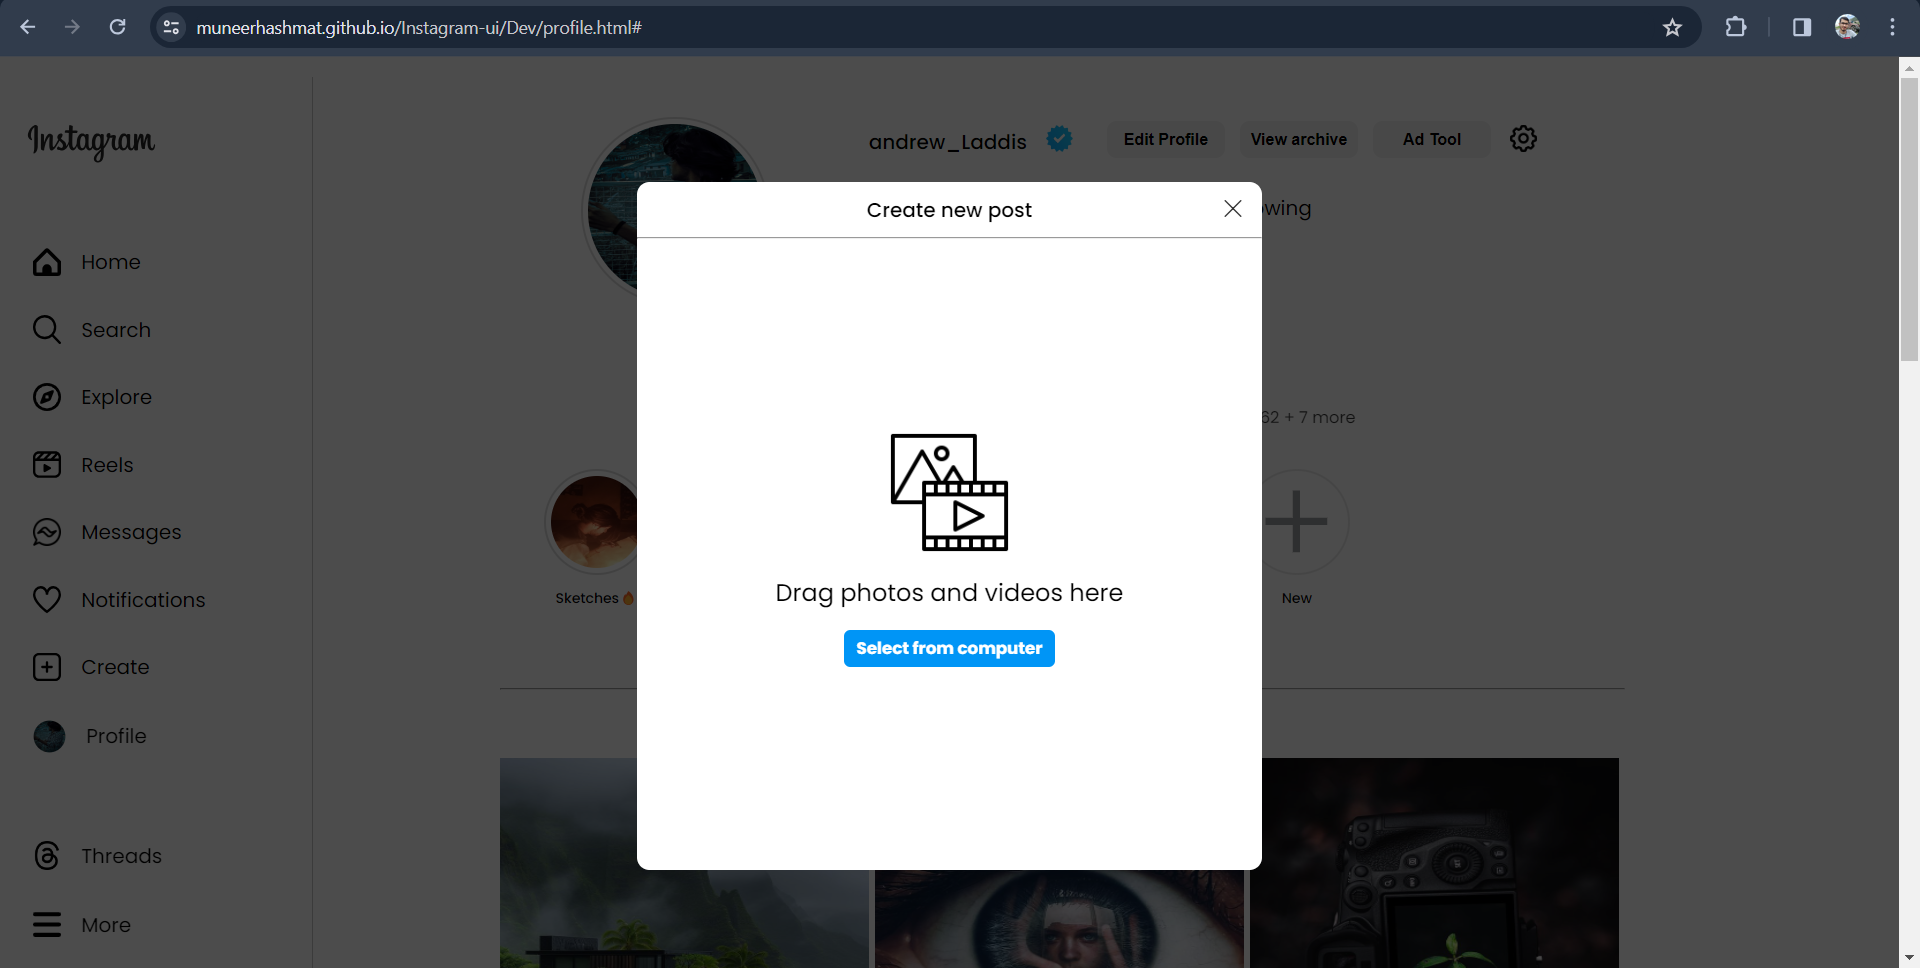 muneerhashmat.github.io/Instagram-ui/Dev/profile.html#
Instagram
andrew_Laddis
Edit Profile
View archive
Ad Tool
Create new post
Home
Search
Explore
Reels
62 + 7 more
Messages
Drag photos and videos here
Notifications
Sketches
New
Select from computer
Create
Profile
Threads
More